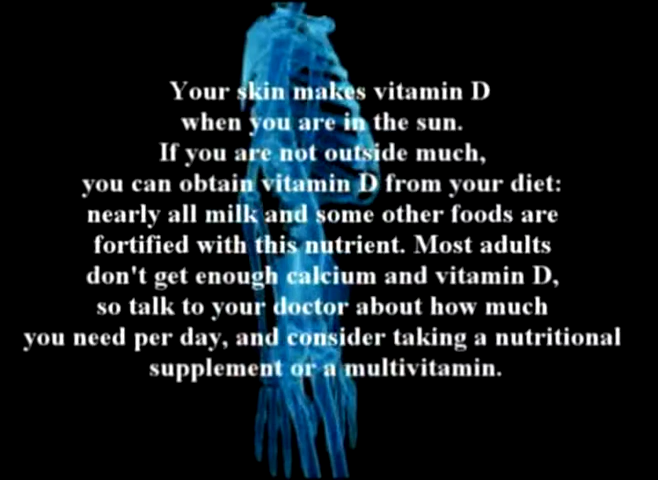 Your skin makes vitamin D
when you are in the sun.
If you are not outside much,
you can obtain vitamin D from your diet:
nearly all milk and some other foods are
fortified with this nutrient. Most adults
don't get enough calcium and vitamin D,
so talk to your doctor about how much
you need per day, and consider taking a nutritional
supplement or a multivitamin.